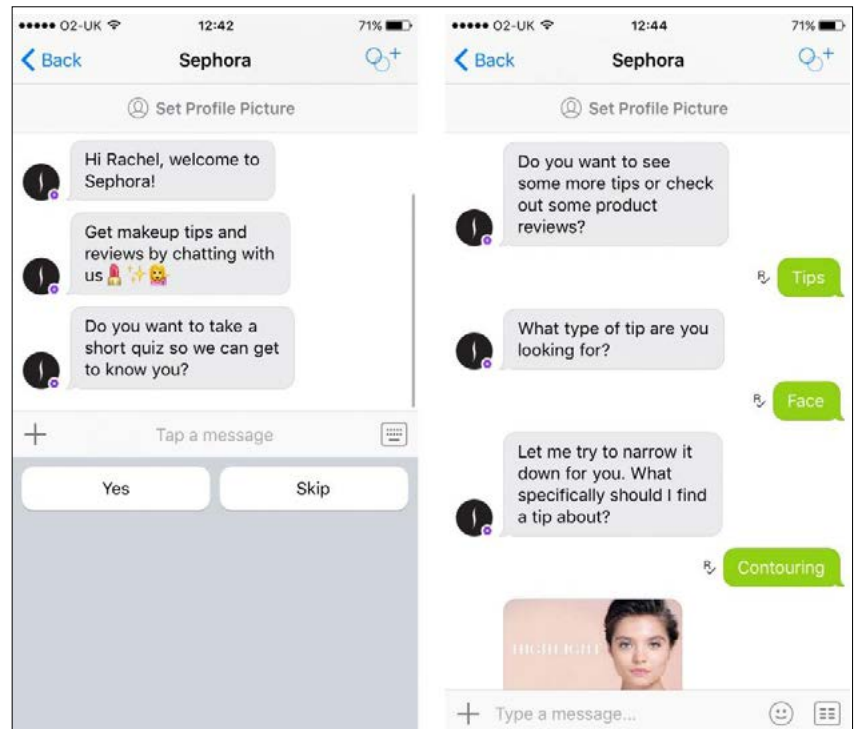 ●●●●● O2-UK 12:42 71%
Back Sephora
Set Profile Picture
Hi Rachel, welcome to
Sephora!
Get makeup tips and
reviews by chatting with
us💄✨👩
Do you want to take a
short quiz so we can get
to know you?
Tap a message
Yes Skip
●●●●● O2-UK 12:44 71%
Back Sephora
Set Profile Picture
Do you want to see
some more tips or check
out some product
reviews?
R Tips
What type of tip are you
looking for?
R Face
Let me try to narrow it
down for you. What
specifically should I find
a tip about?
R Contouring
HIGHLIGHT
Type a message...